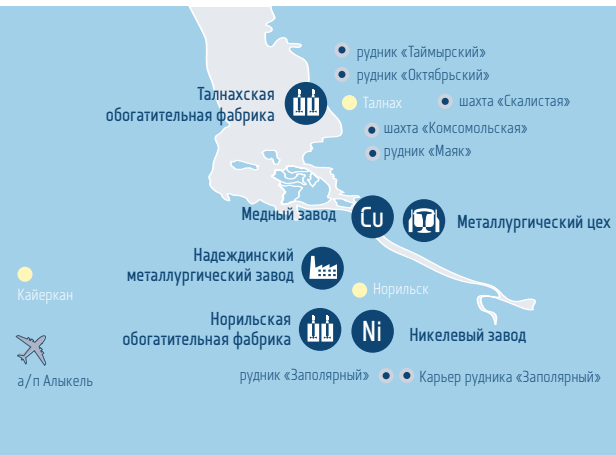 рудник «Таймырский»
рудник «Октябрьский»
Талнахская
обогатительная фабрика
Талнах
шахта «Скалистая»
шахта «Комсомольская»
рудник «Маяк»
Медный завод
Cu
Металлургический цех
Надеждинский
металлургический завод
Кайеркан
Норильск
Норильская
обогатительная фабрика
Ni
Никелевый завод
а/п Алыкель
рудник «Заполярный»
Карьер рудника «Заполярный»